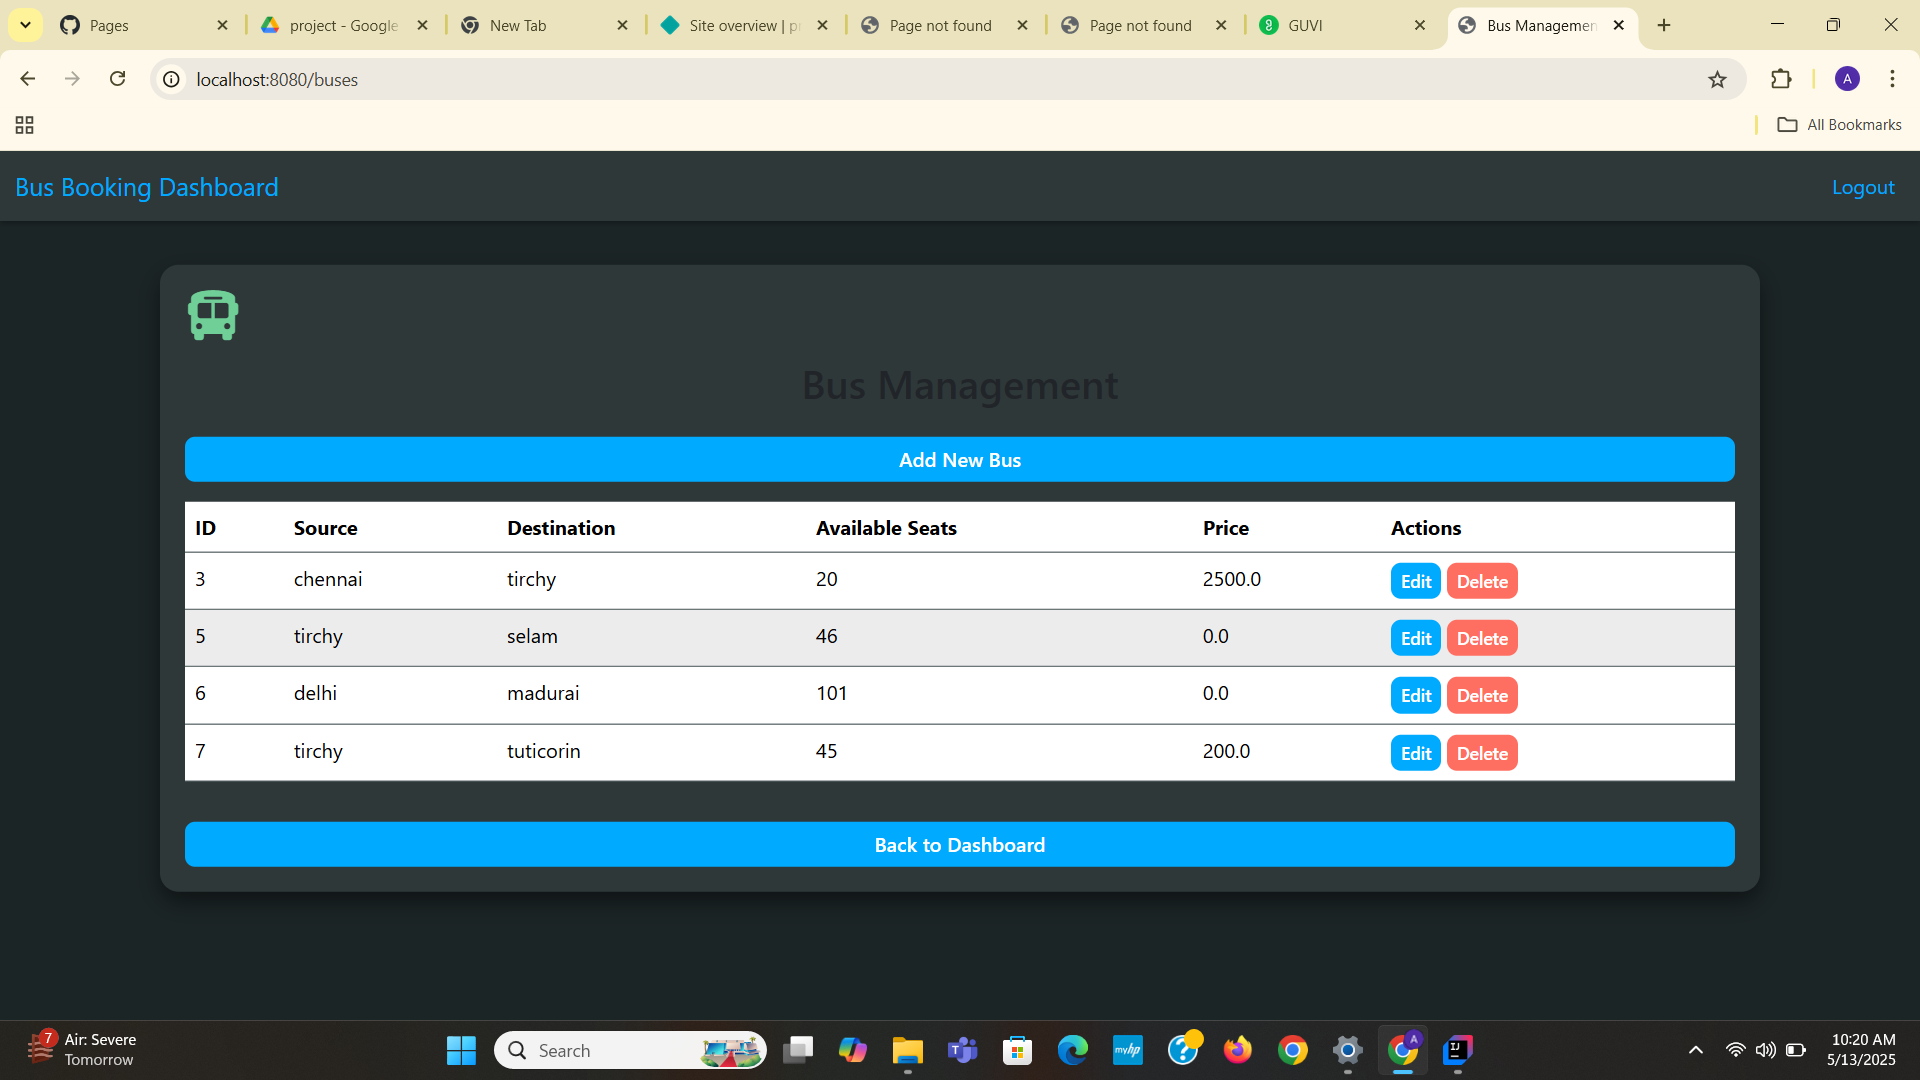 Pages
project - Google
New Tab
Site overview | p
Page not found
Page not found
GUVI
Bus Managemen
localhost:8080/buses
A
All Bookmarks
Bus Booking Dashboard
Logout
Bus Management
Add New Bus
ID Source Destination Available Seats Price Actions
3 chennai tirchy 20 2500.0 Edit Delete
5 tirchy selam 46 0.0 Edit Delete
6 delhi madurai 101 0.0 Edit Delete
7 tirchy tuticorin 45 200.0 Edit Delete
Back to Dashboard
7
Air: Severe
Tomorrow
Search
myhp
A
10:20 AM
5/13/2025